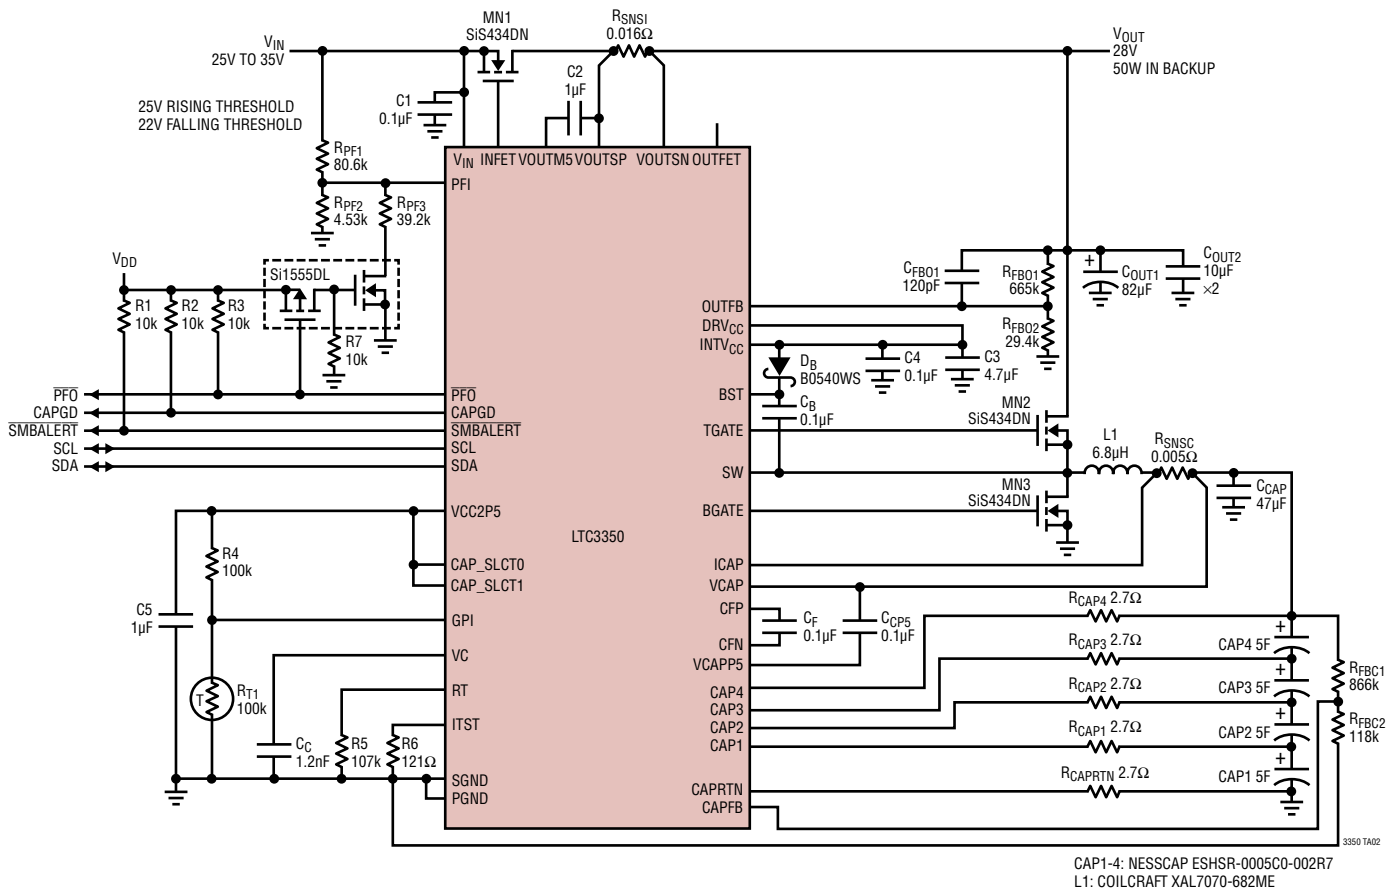 MN1
SiS434DN
RSNSI
0.016Ω
VIN
25V TO 35V
VOUT
28V
50W IN BACKUP
C2
1µF
C1
0.1µF
25V RISING THRESHOLD
22V FALLING THRESHOLD
RPF1
80.6k
VIN INFET VOUTM5 VOUTSP VOUTSN OUTFET
PFI
RPF2
4.53k
RPF3
39.2k
VDD
Si1555DL
R1
10k
R2
10k
R3
10k
R7
10k
CFBO1
120pF
RFBO1
665k
COUT1
82µF
COUT2
10µF
×2
OUTFB
DRVCC
INTVCC
RFBO2
29.4k
DB
B0540WS
C4
0.1µF
C3
4.7µF
PFO
CAPGD
SMBALERT
SCL
SDA
PFO
CAPGD
SMBALERT
SCL
SDA
BST
CB
0.1µF
TGATE
MN2
SiS434DN
L1
6.8µH
RSNSC
0.005Ω
SW
MN3
SiS434DN
CCAP
47µF
VCC2P5
BGATE
LTC3350
R4
100k
CAP_SLCT0
CAP_SLCT1
ICAP
VCAP
C5
1µF
GPI
CFP
CFN
CF
0.1µF
CCP5
0.1µF
RCAP4 2.7Ω
VC
VCAPP5
RCAP3 2.7Ω
CAP4 5F
T
RT1
100k
RT
CAP4
CAP3
CAP2
CAP1
RCAP2 2.7Ω
CAP3 5F
RFBC1
866k
ITST
RCAP1 2.7Ω
CAP2 5F
RFBC2
118k
CC
1.2nF
R5
107k
R6
121Ω
SGND
PGND
CAPRTN
CAPFB
RCAPRTN 2.7Ω
CAP1 5F
3350 TA02
CAP1-4: NESSCAP ESHSR-0005C0-002R7
L1: COILCRAFT XAL7070-682ME